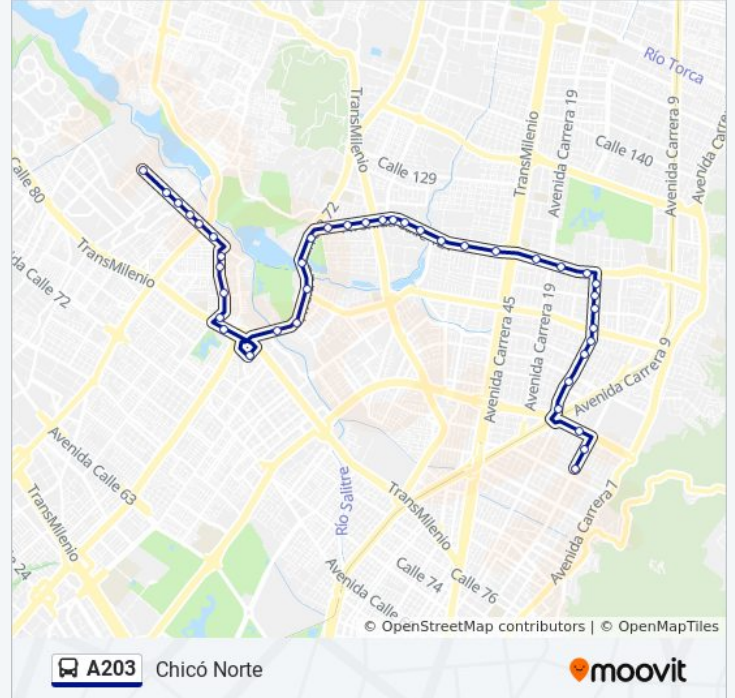 Río Torca
TransMilenio
Avenida Carrera 19
Avenida Carrera 9
TransMilenio
Calle 140
Calle 129
Calle 80
72
TransMilenio
Calle 72
Avenida Carrera 45
Avenida Carrera 19
Avenida Carrera 9
Avenida Calle 63
Río Salitre
TransMilenio
TransMilenio
Avenida Carrera 7
Calle 74
Calle 76
Avenida Calle
24
© OpenStreetMap contributors | © OpenMapTiles
A203 Chicó Norte
moovit